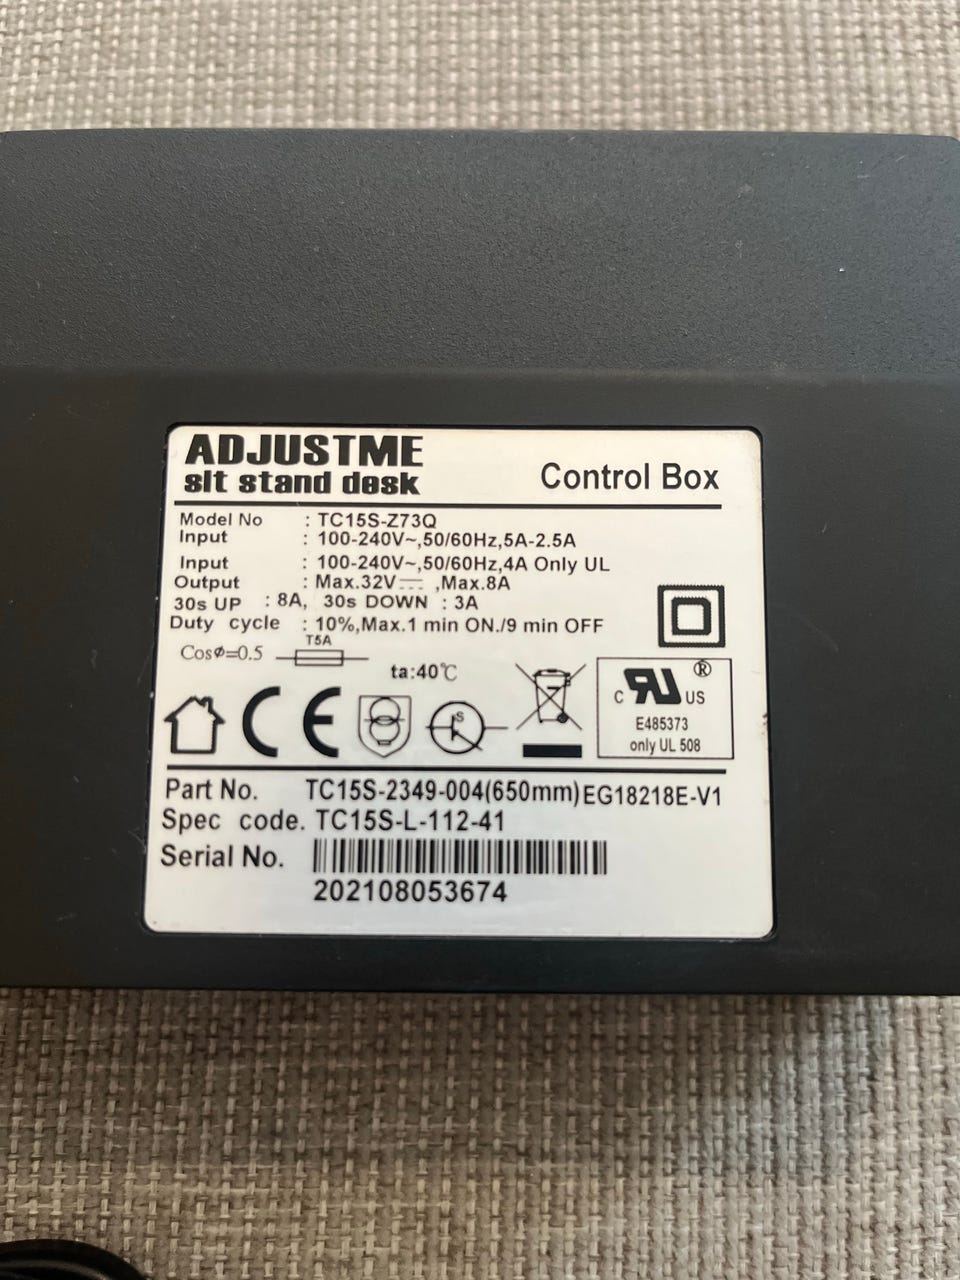 ADJUSTME
sit stand desk
Control Box
Model No : TC15S-Z73Q
Input : 100-240V~,50/60Hz,5A-2.5A
Input : 100-240V~,50/60Hz,4A Only UL
Output : Max.32V⎓ ,Max.8A
30s UP : 8A, 30s DOWN : 3A
Duty cycle : 10%,Max.1 min ON./9 min OFF
T5A
CosΦ=0.5
ta:40℃
CE
S
C RU US ®
E485373
only UL 508
Part No. TC15S-2349-004(650mm) EG18218E-V1
Spec code. TC15S-L-112-41
Serial No.
202108053674